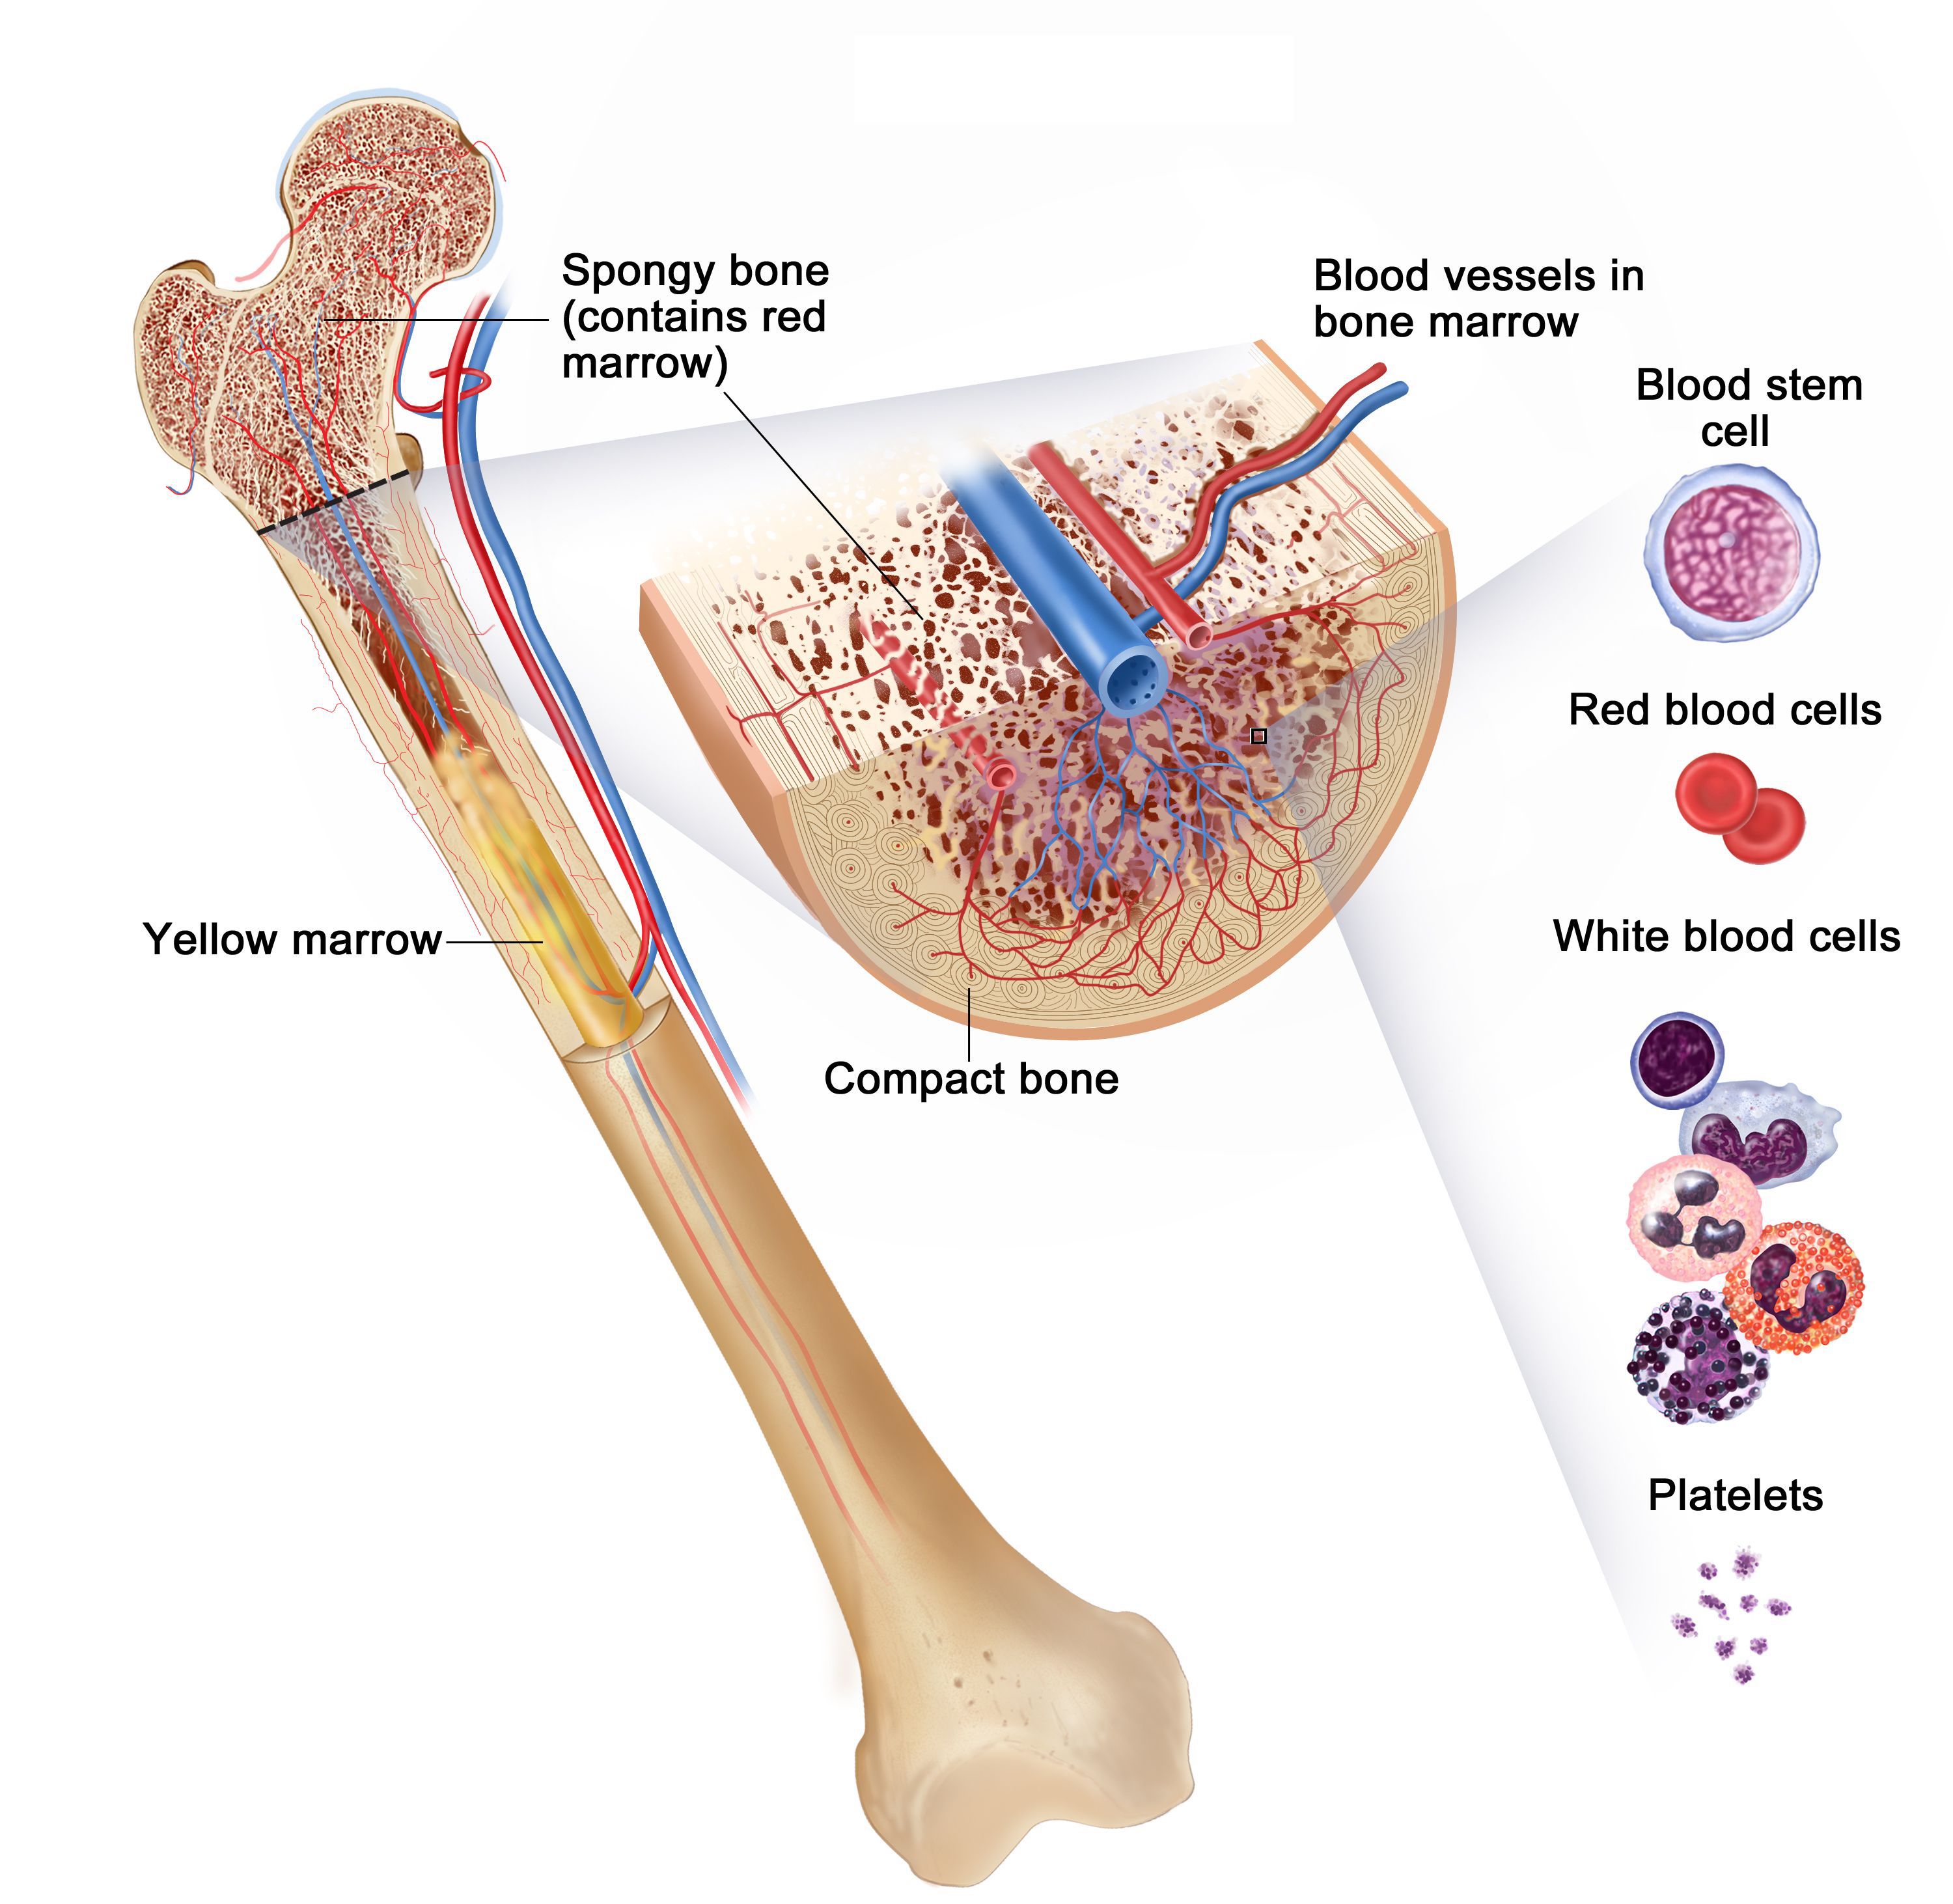 Spongy bone
(contains red
marrow)
Blood vessels in
bone marrow
Blood stem
cell
Red blood cells
White blood cells
Yellow marrow
Compact bone
Platelets